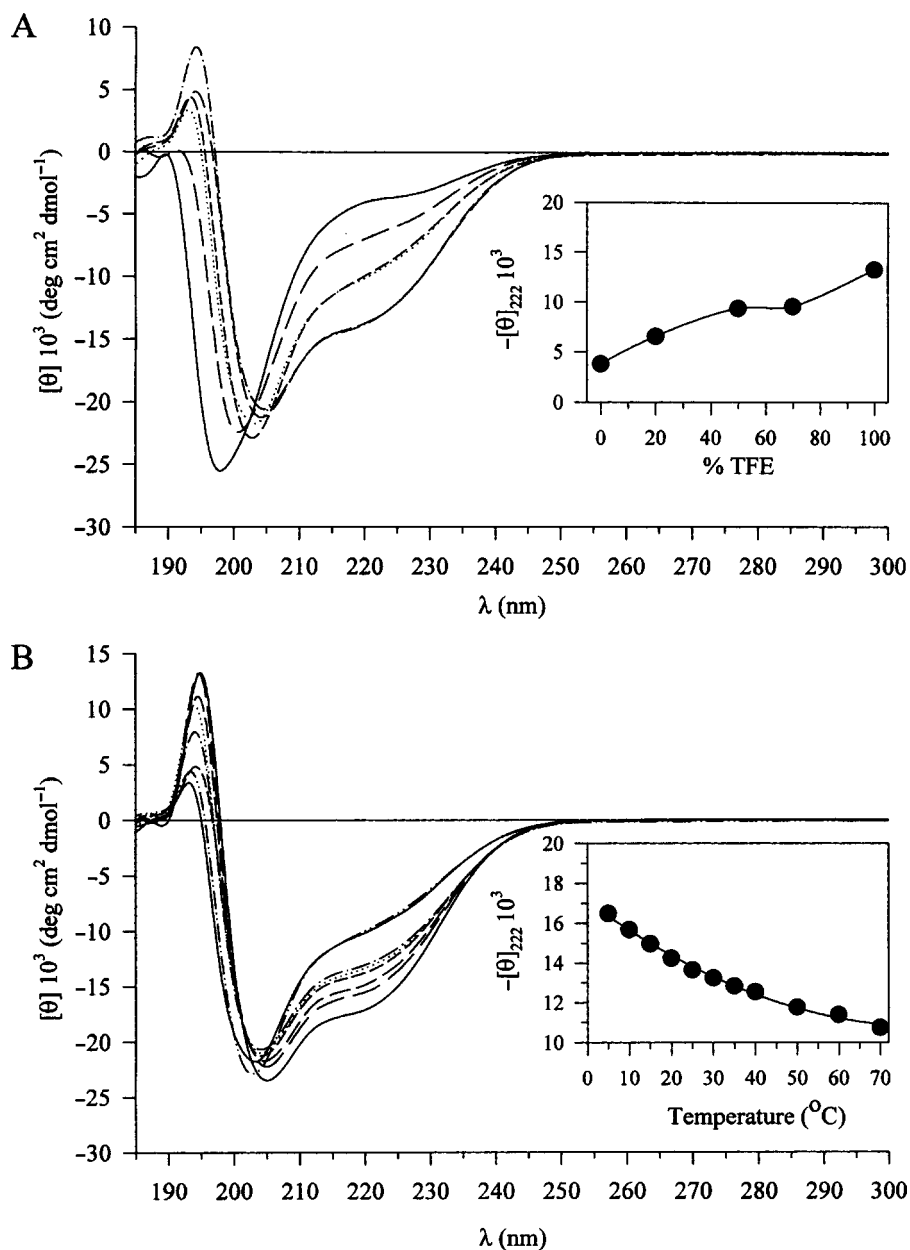 A
10
5
0
−5
−10
−15
−20
−25
−30
[θ] 10³ (deg cm² dmol⁻¹)
190 200 210 220 230 240 250 260 270 280 290 300
λ (nm)
20
15
10
5
0
−[θ]₂₂₂ 10³
0 20 40 60 80 100
% TFE
B
15
10
5
0
−5
−10
−15
−20
−25
−30
[θ] 10³ (deg cm² dmol⁻¹)
190 200 210 220 230 240 250 260 270 280 290 300
λ (nm)
20
18
16
14
12
10
−[θ]₂₂₂ 10³
0 10 20 30 40 50 60 70
Temperature (°C)